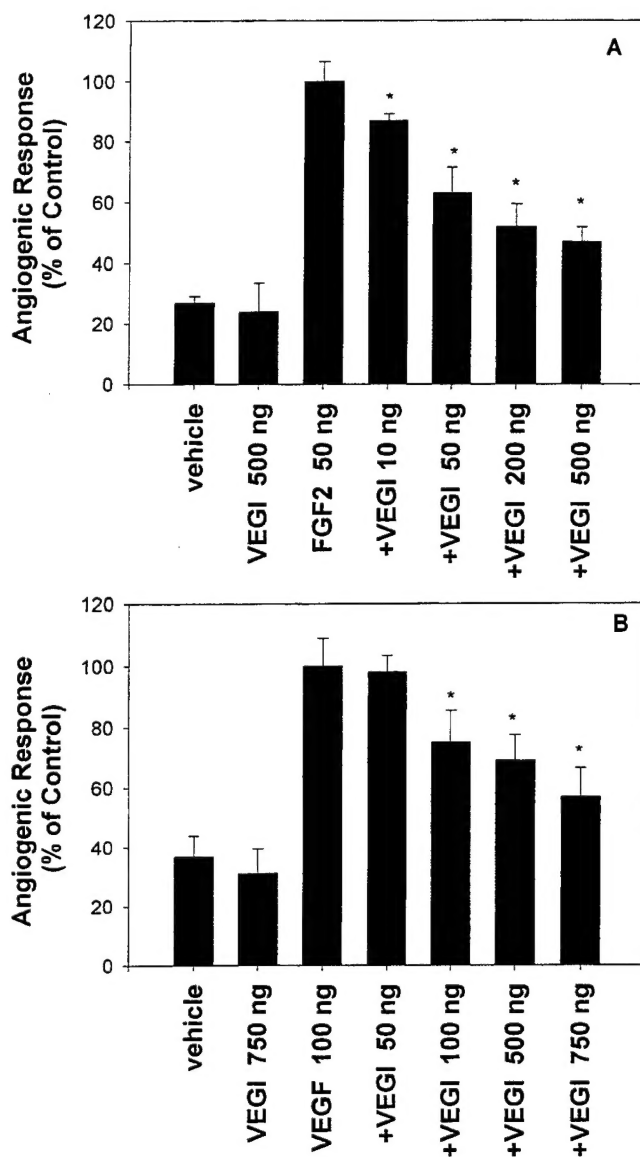 A
Angiogenic Response
(% of Control)
120
100
80
60
40
20
0
*
*
*
*
vehicle
VEGI 500 ng
FGF2 50 ng
+VEGI 10 ng
+VEGI 50 ng
+VEGI 200 ng
+VEGI 500 ng
B
Angiogenic Response
(% of Control)
120
100
80
60
40
20
0
*
*
*
vehicle
VEGI 750 ng
VEGF 100 ng
+VEGI 50 ng
+VEGI 100 ng
+VEGI 500 ng
+VEGI 750 ng